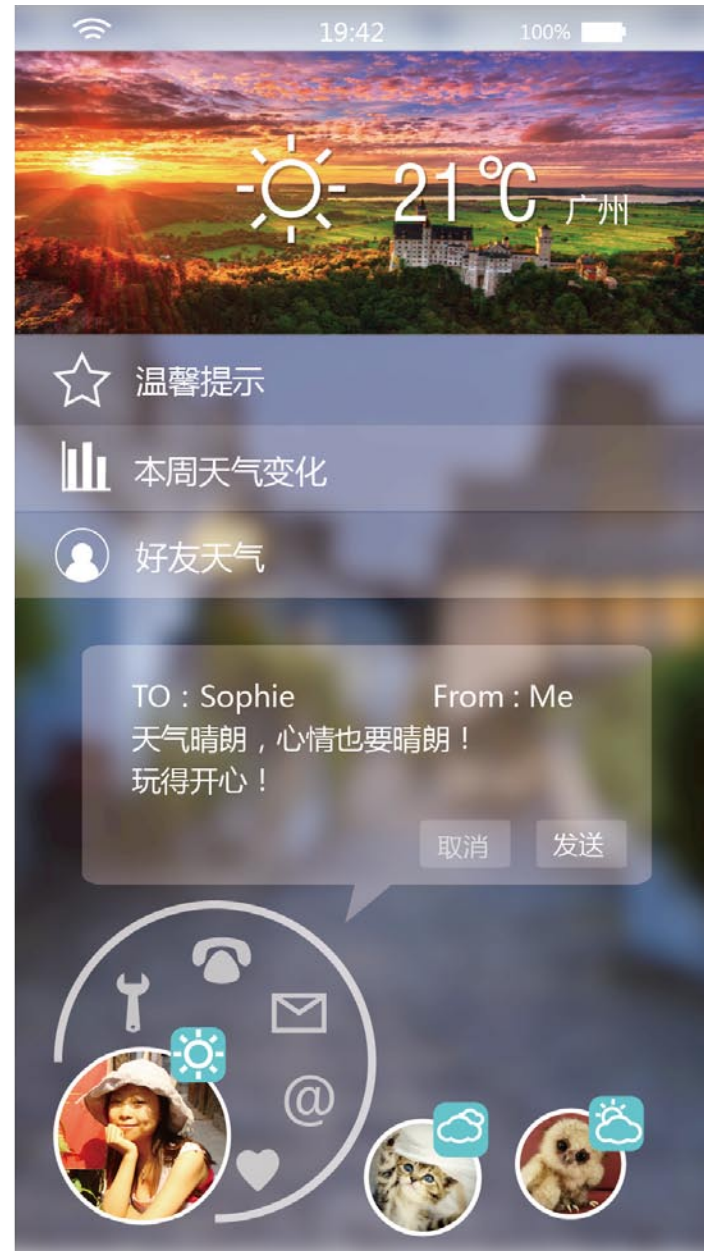 19:42 100%
21℃ 广州
温馨提示
本周天气变化
好友天气
TO：Sophie From : Me
天气晴朗，心情也要晴朗！
玩得开心！
取消 发送
@